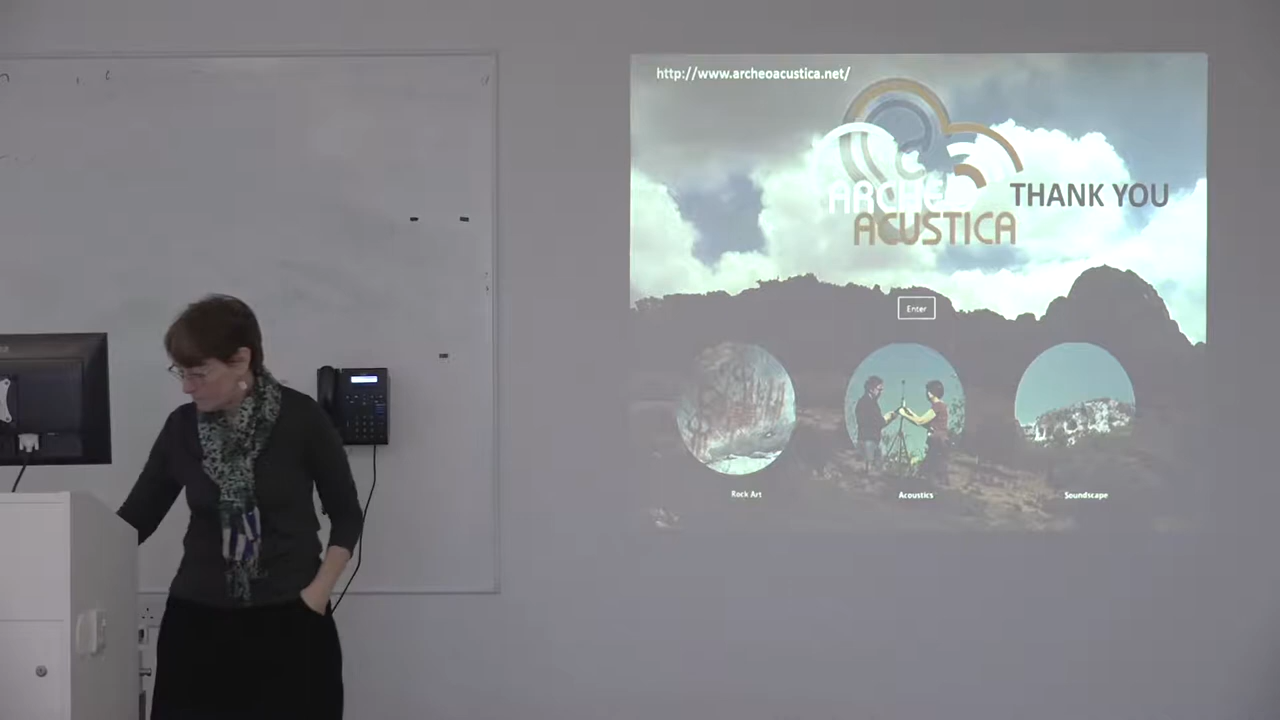 http://www.archeoacustica.net/
ARCHEO
THANK YOU
ACUSTICA
Enter
Rock Art
Acoustics
Soundscape